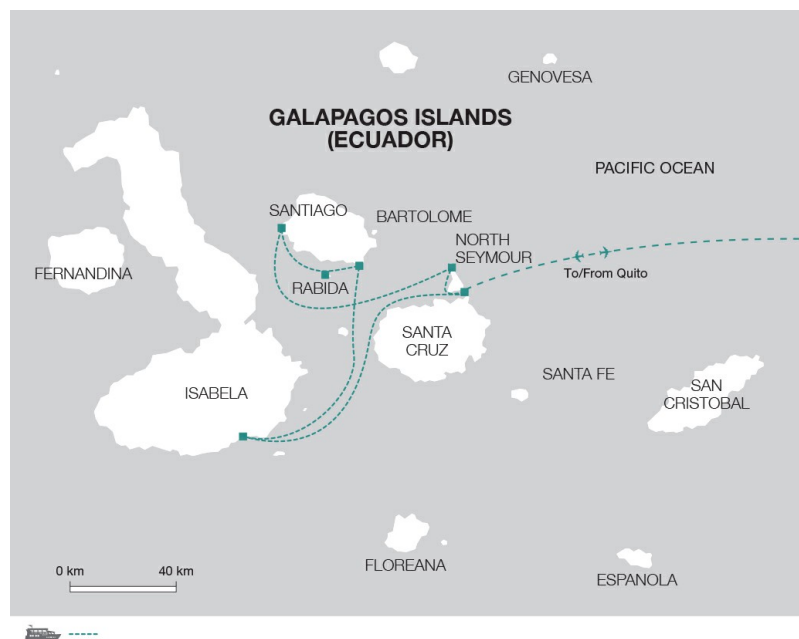 GENOVESA
GALAPAGOS ISLANDS
(ECUADOR)
PACIFIC OCEAN
SANTIAGO
BARTOLOME
NORTH
SEYMOUR
FERNANDINA
RABIDA
To/From Quito
SANTA
CRUZ
ISABELA
SANTA FE
SAN
CRISTOBAL
FLOREANA
ESPANOLA
0 km
40 km